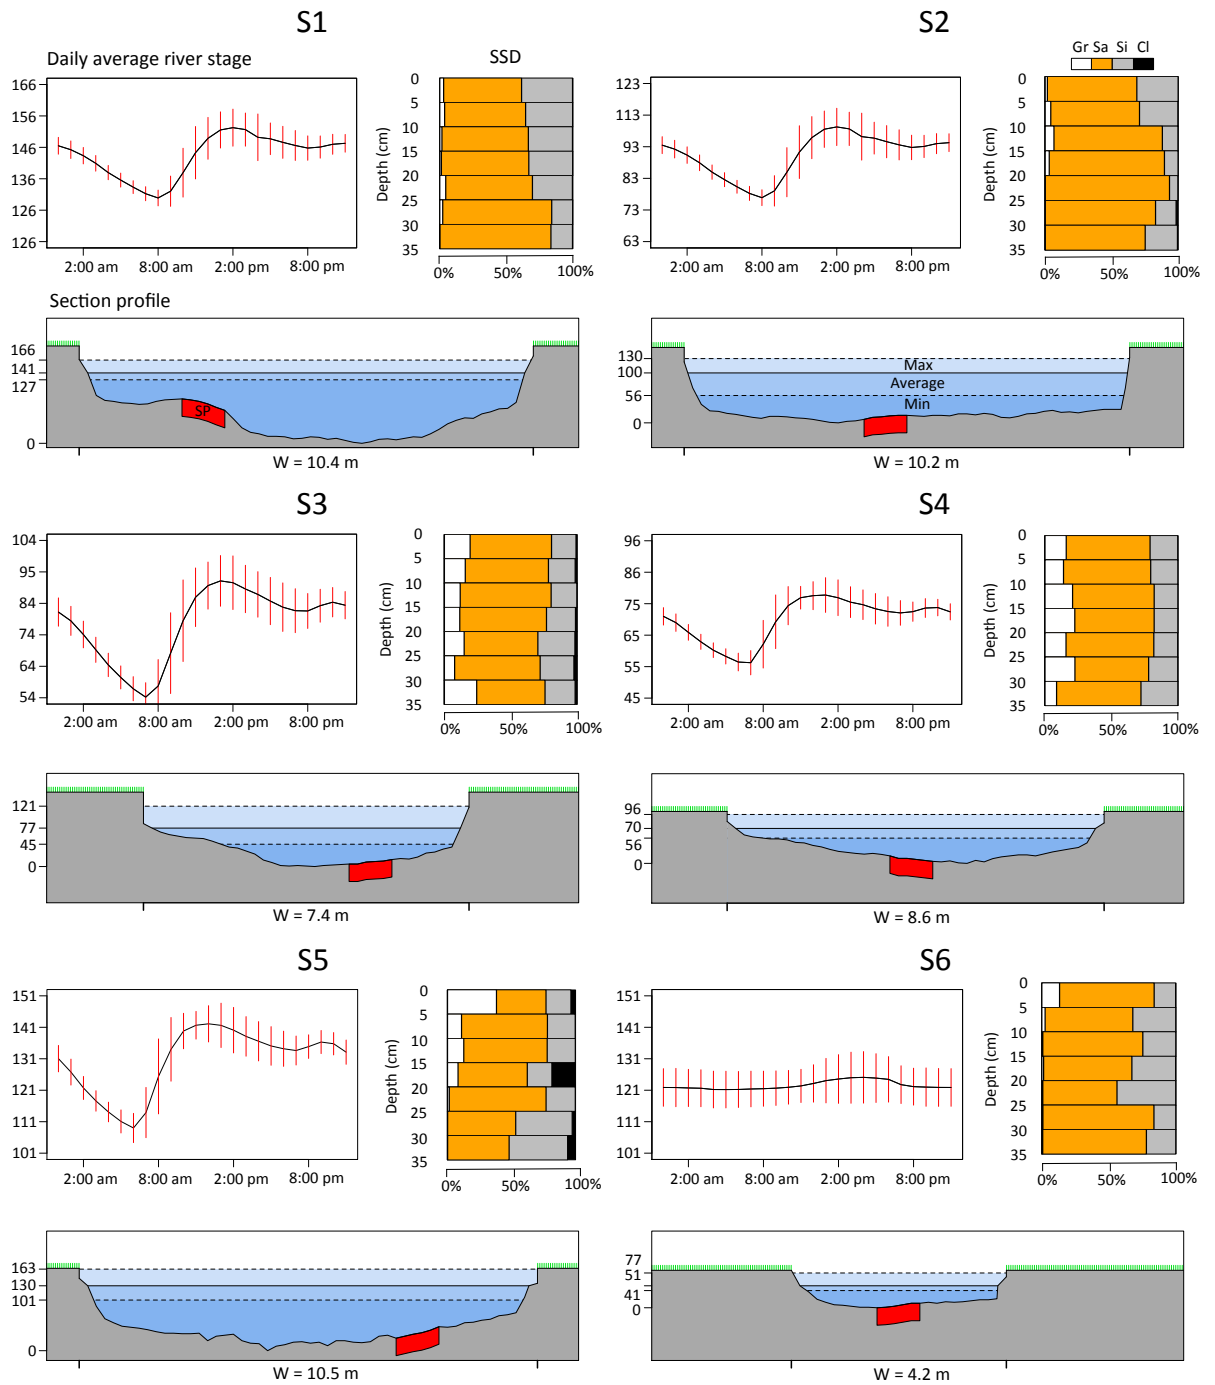 S1
S2
Daily average river stage
SSD
Gr Sa Si Cl
166
156
146
136
126
126
2:00 am 8:00 am 2:00 pm 8:00 pm
Depth (cm)
0
5
10
15
20
25
30
35
0% 50% 100%
123
113
103
93
83
73
63
2:00 am 8:00 am 2:00 pm 8:00 pm
Depth (cm)
0
5
10
15
20
25
30
35
0% 50% 100%
Section profile
166
141
127
0
SP
W = 10.4 m
130
100
56
0
Max
Average
Min
W = 10.2 m
S3
S4
104
95
84
74
64
54
2:00 am 8:00 am 2:00 pm 8:00 pm
Depth (cm)
0
5
10
15
20
25
30
35
0% 50% 100%
96
86
75
65
55
45
2:00 am 8:00 am 2:00 pm 8:00 pm
Depth (cm)
0
5
10
15
20
25
30
35
0% 50% 100%
121
77
45
0
W = 7.4 m
96
70
56
0
W = 8.6 m
S5
S6
151
141
131
121
111
101
2:00 am 8:00 am 2:00 pm 8:00 pm
Depth (cm)
0
5
10
15
20
25
30
35
0% 50% 100%
151
141
131
121
111
101
2:00 am 8:00 am 2:00 pm 8:00 pm
Depth (cm)
0
5
10
15
20
25
30
35
0% 50% 100%
163
130
101
0
W = 10.5 m
77
51
41
0
W = 4.2 m